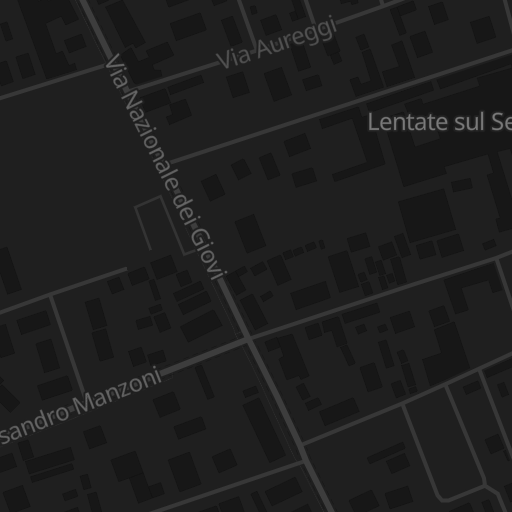 Via Aureggi
Via Nazionale dei Giovi
Lentate sul Se
sandro Manzoni